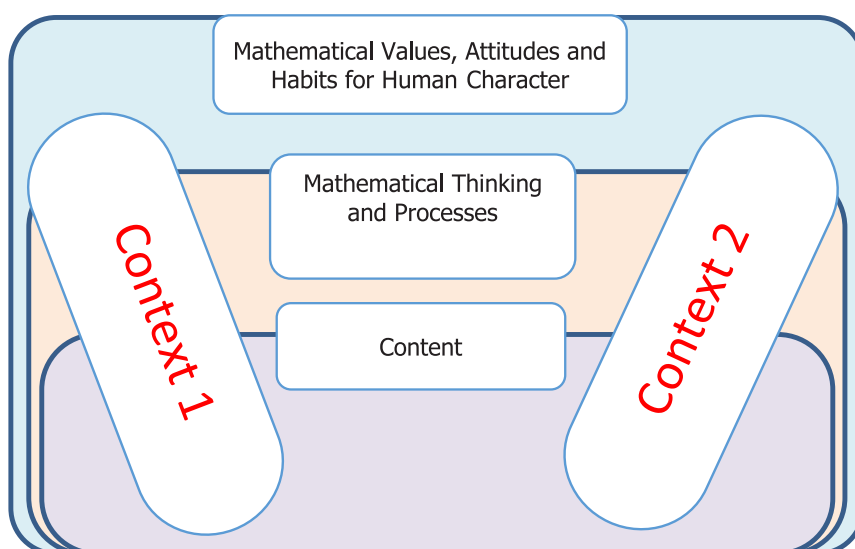 Mathematical Values, Attitudes and
Habits for Human Character
Mathematical Thinking
and Processes
Content
Context 1
Context 2